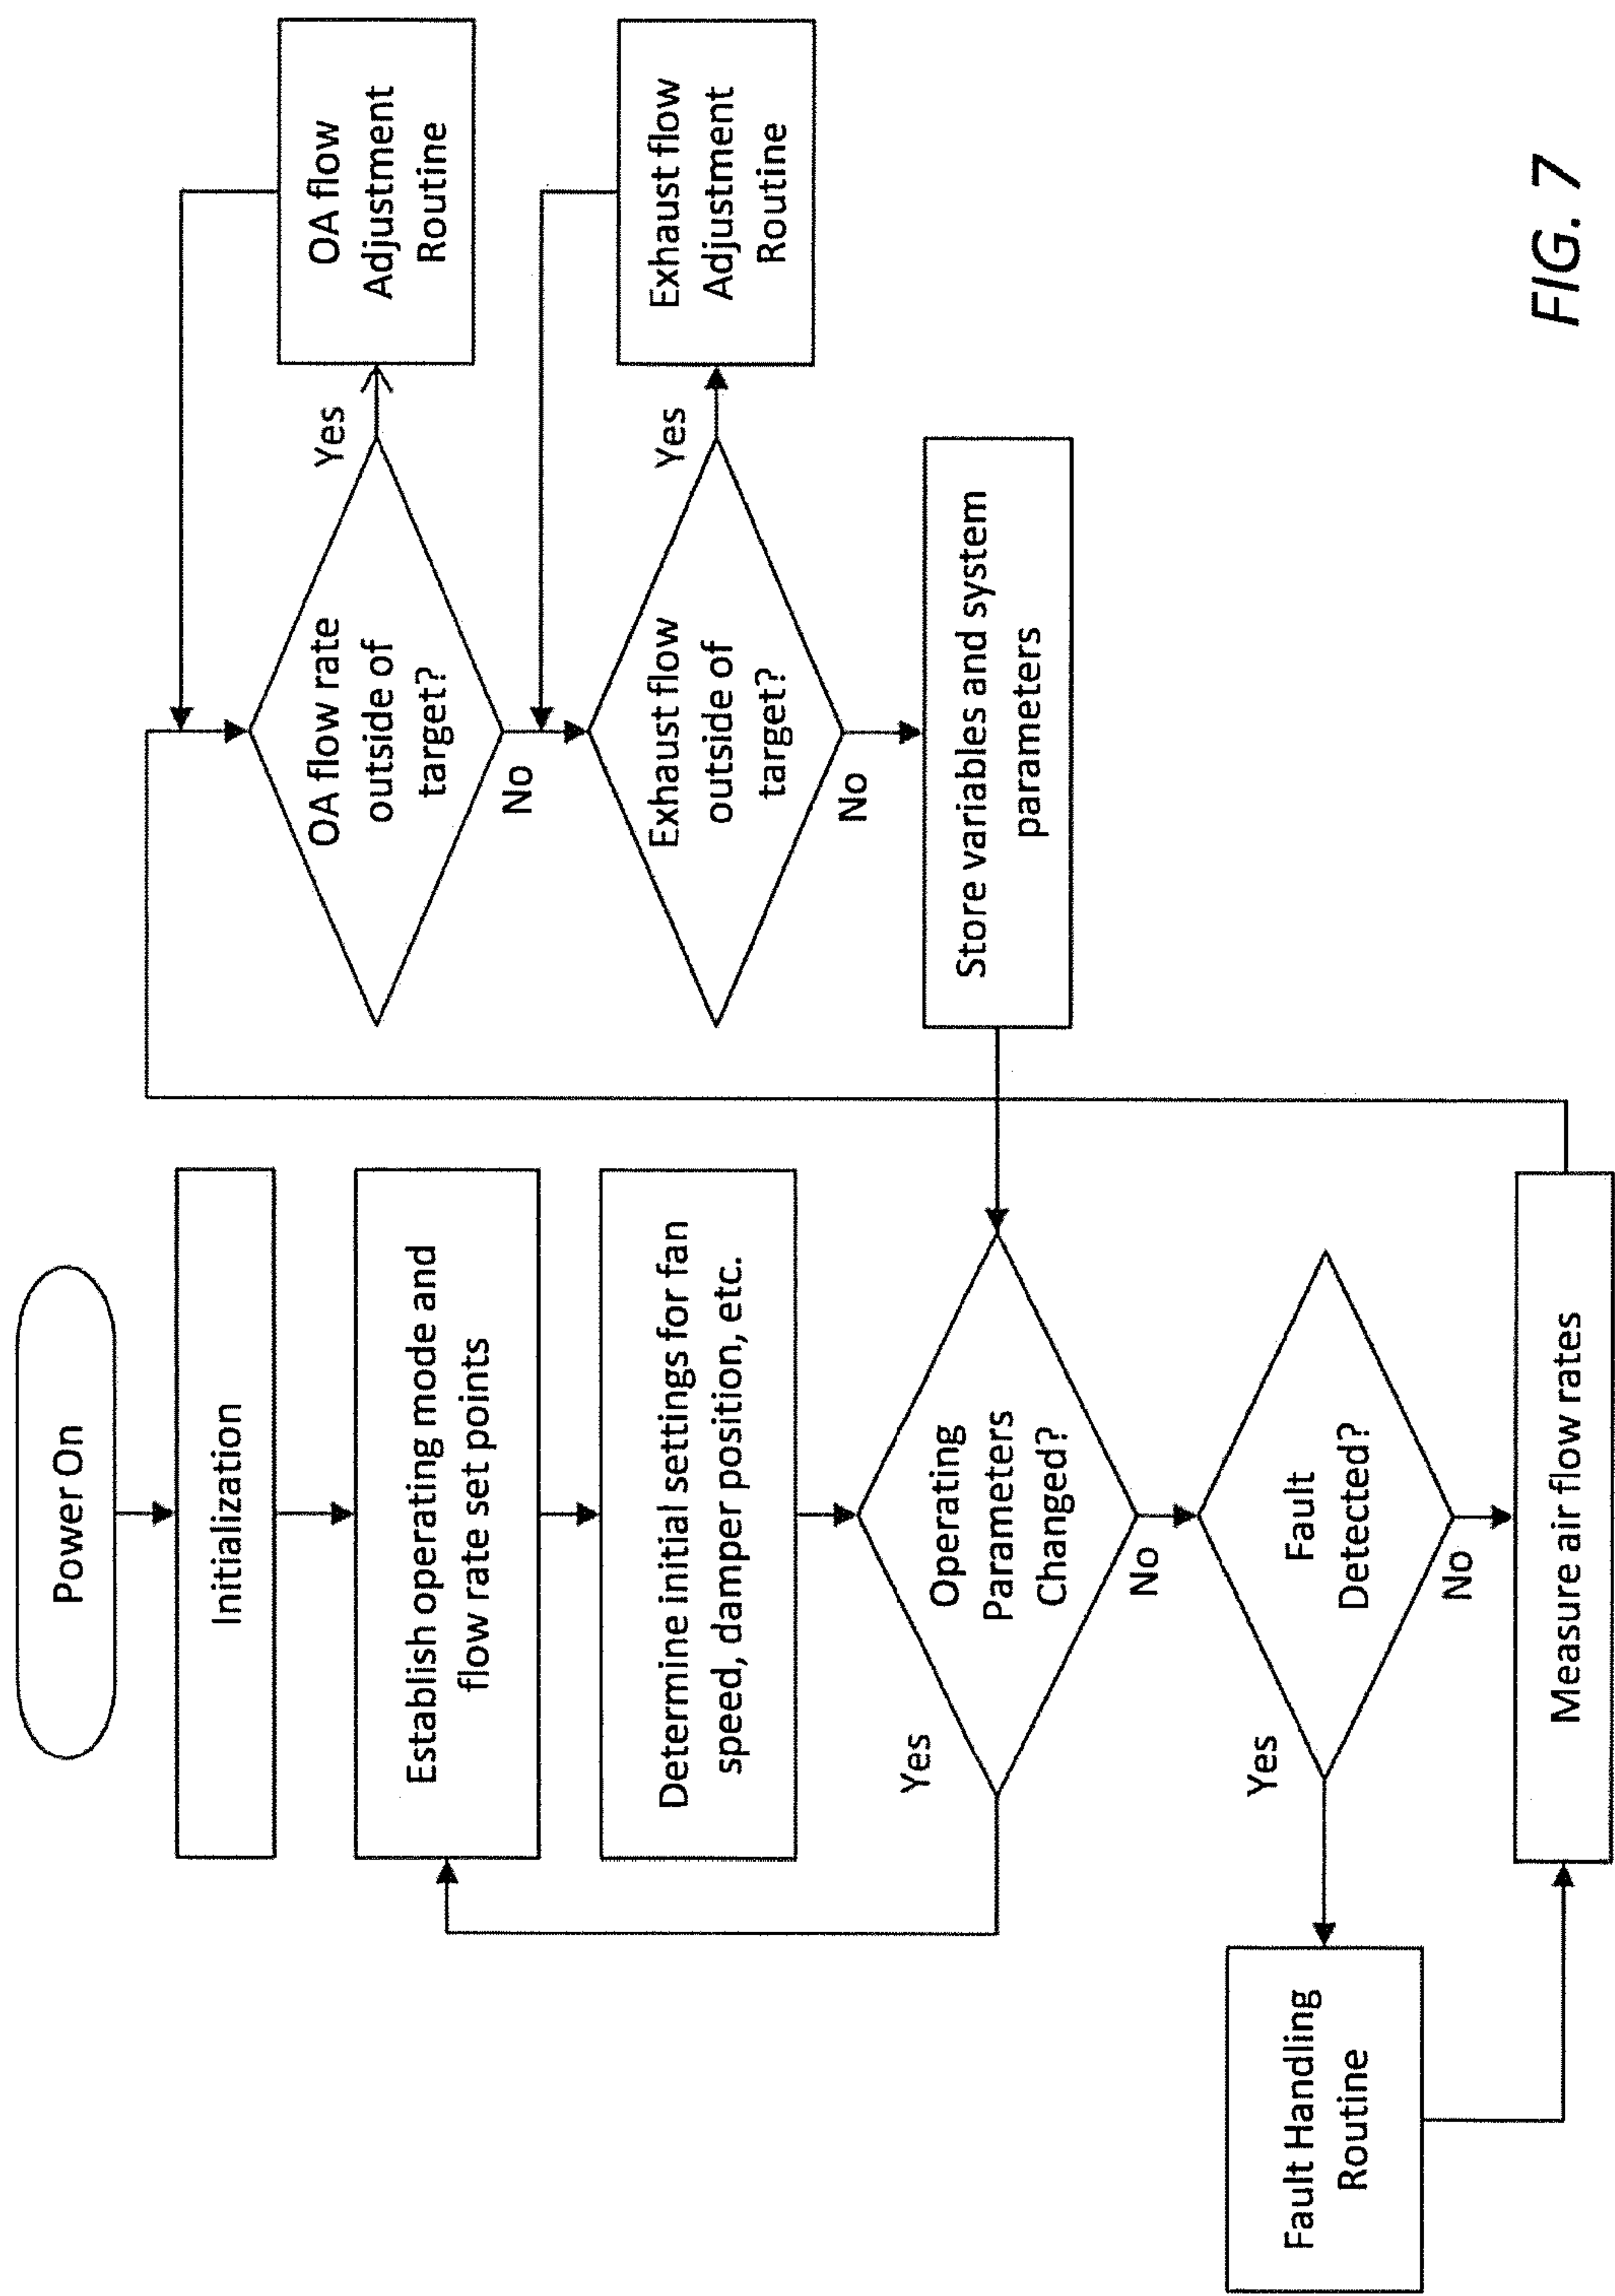 Power On
Initialization
Establish operating mode and
flow rate set points
Determine initial settings for fan
speed, damper position, etc.
Operating
Parameters
Changed?
Yes
No
Fault
Detected?
Yes
No
Fault Handling
Routine
Measure air flow rates
OA flow rate
outside of
target?
Yes
No
OA flow
Adjustment
Routine
Exhaust flow
outside of
target?
Yes
No
Exhaust flow
Adjustment
Routine
Store variables and system
parameters
FIG. 7